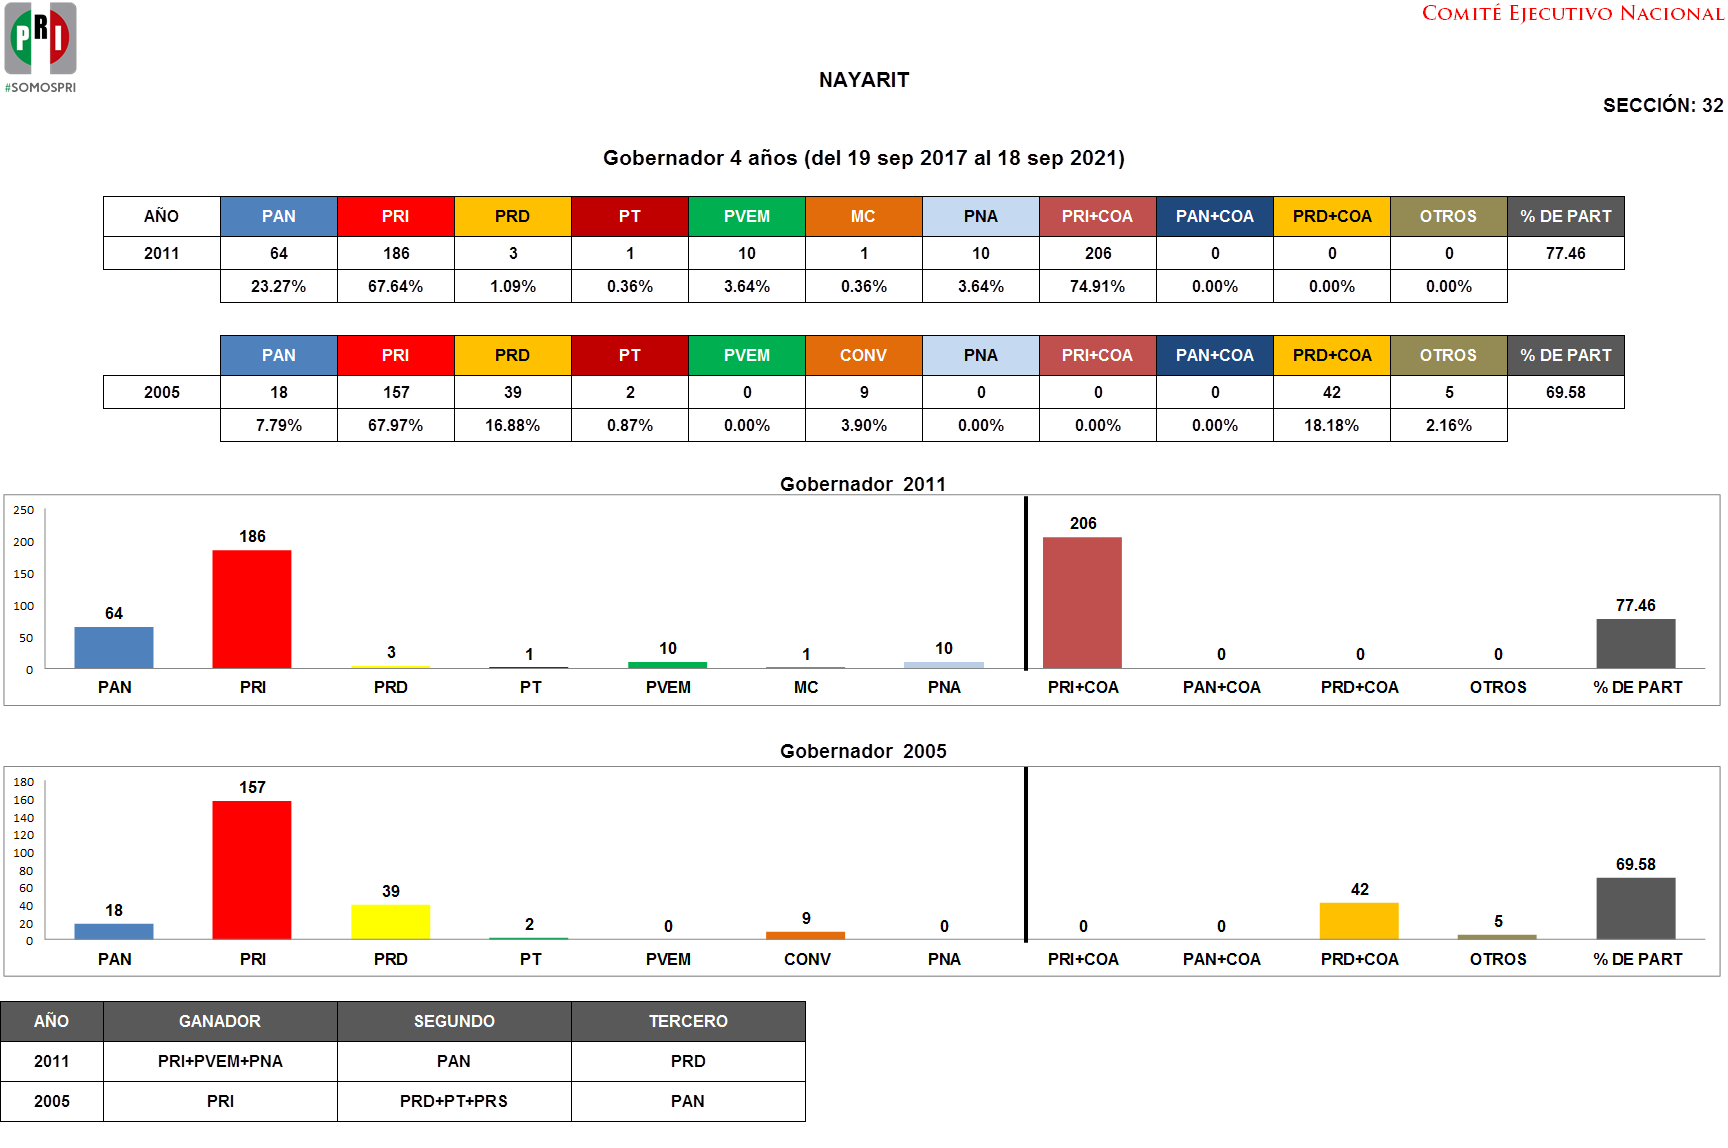 PRI
#SOMOSPRI
COMITÉ EJECUTIVO NACIONAL
NAYARIT
SECCIÓN: 32
Gobernador 4 años (del 19 sep 2017 al 18 sep 2021)
AÑO PAN PRI PRD PT PVEM MC PNA PRI+COA PAN+COA PRD+COA OTROS % DE PART
2011 64 186 3 1 10 1 10 206 0 0 0 77.46
23.27% 67.64% 1.09% 0.36% 3.64% 0.36% 3.64% 74.91% 0.00% 0.00% 0.00%
PAN PRI PRD PT PVEM CONV PNA PRI+COA PAN+COA PRD+COA OTROS % DE PART
2005 18 157 39 2 0 9 0 0 0 42 5 69.58
7.79% 67.97% 16.88% 0.87% 0.00% 3.90% 0.00% 0.00% 0.00% 18.18% 2.16%
Gobernador 2011
250
200
150
100
50
0
64 186 3 1 10 1 10 206 0 0 0 77.46
PAN PRI PRD PT PVEM MC PNA PRI+COA PAN+COA PRD+COA OTROS % DE PART
Gobernador 2005
180
160
140
120
100
80
60
40
20
0
18 157 39 2 0 9 0 0 0 42 5 69.58
PAN PRI PRD PT PVEM CONV PNA PRI+COA PAN+COA PRD+COA OTROS % DE PART
AÑO GANADOR SEGUNDO TERCERO
2011 PRI+PVEM+PNA PAN PRD
2005 PRI PRD+PT+PRS PAN